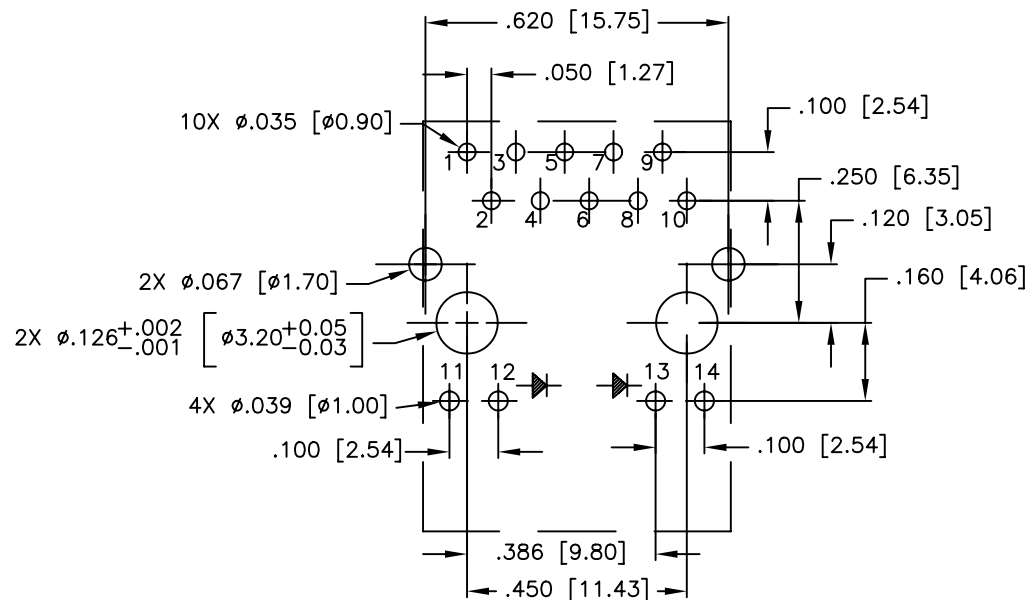 .620 [15.75]
.050 [1.27]
.100 [2.54]
10X ø.035 [ø0.90]
1 3 5 7 9
.250 [6.35]
2 4 6 8 10
.120 [3.05]
2X ø.067 [ø1.70]
.160 [4.06]
2X ø.126 +.002 -.001 [ø3.20 +0.05 -0.03]
11 12 13 14
4X ø.039 [ø1.00]
.100 [2.54]
.100 [2.54]
.386 [9.80]
.450 [11.43]